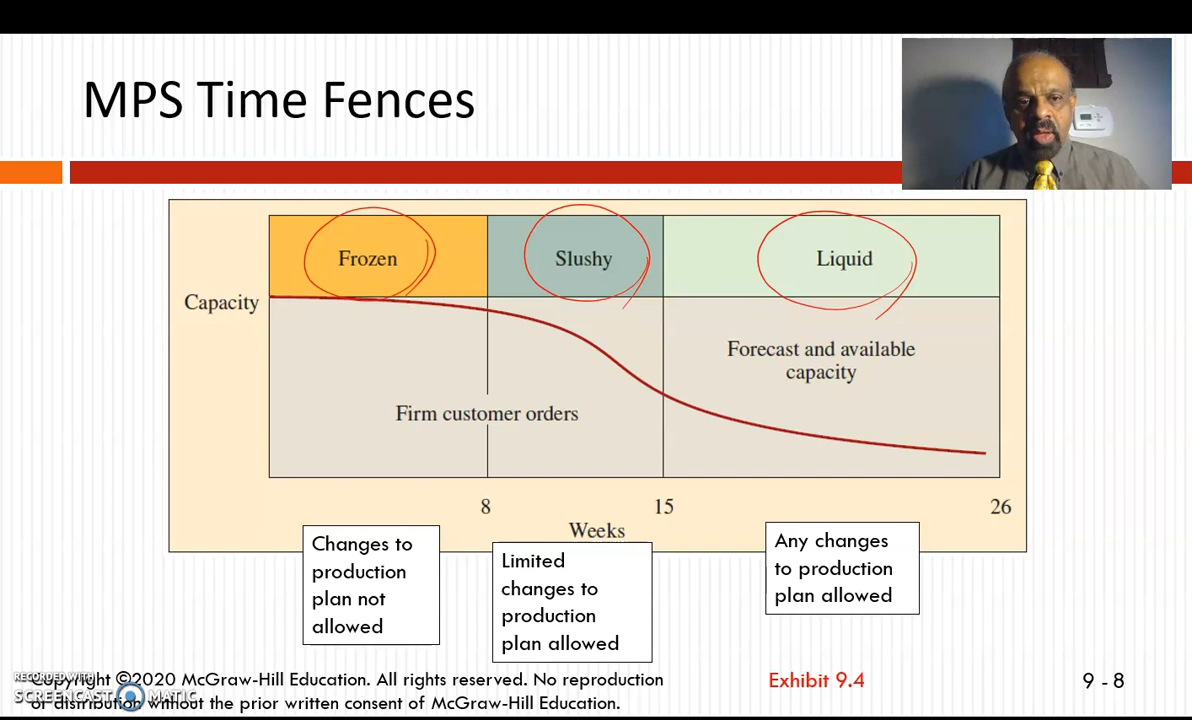 MPS Time Fences
Frozen
Slushy
Liquid
Capacity
Forecast and available
capacity
Firm customer orders
8
15
26
Weeks
Changes to
production
plan not
allowed
Limited
changes to
production
plan allowed
Any changes
to production
plan allowed
RECORDED WITH
SCREENCAST MATIC
Copyright ©2020 McGraw-Hill Education. All rights reserved. No reproduction
or distribution without the prior written consent of McGraw-Hill Education.
Exhibit 9.4
9 - 8